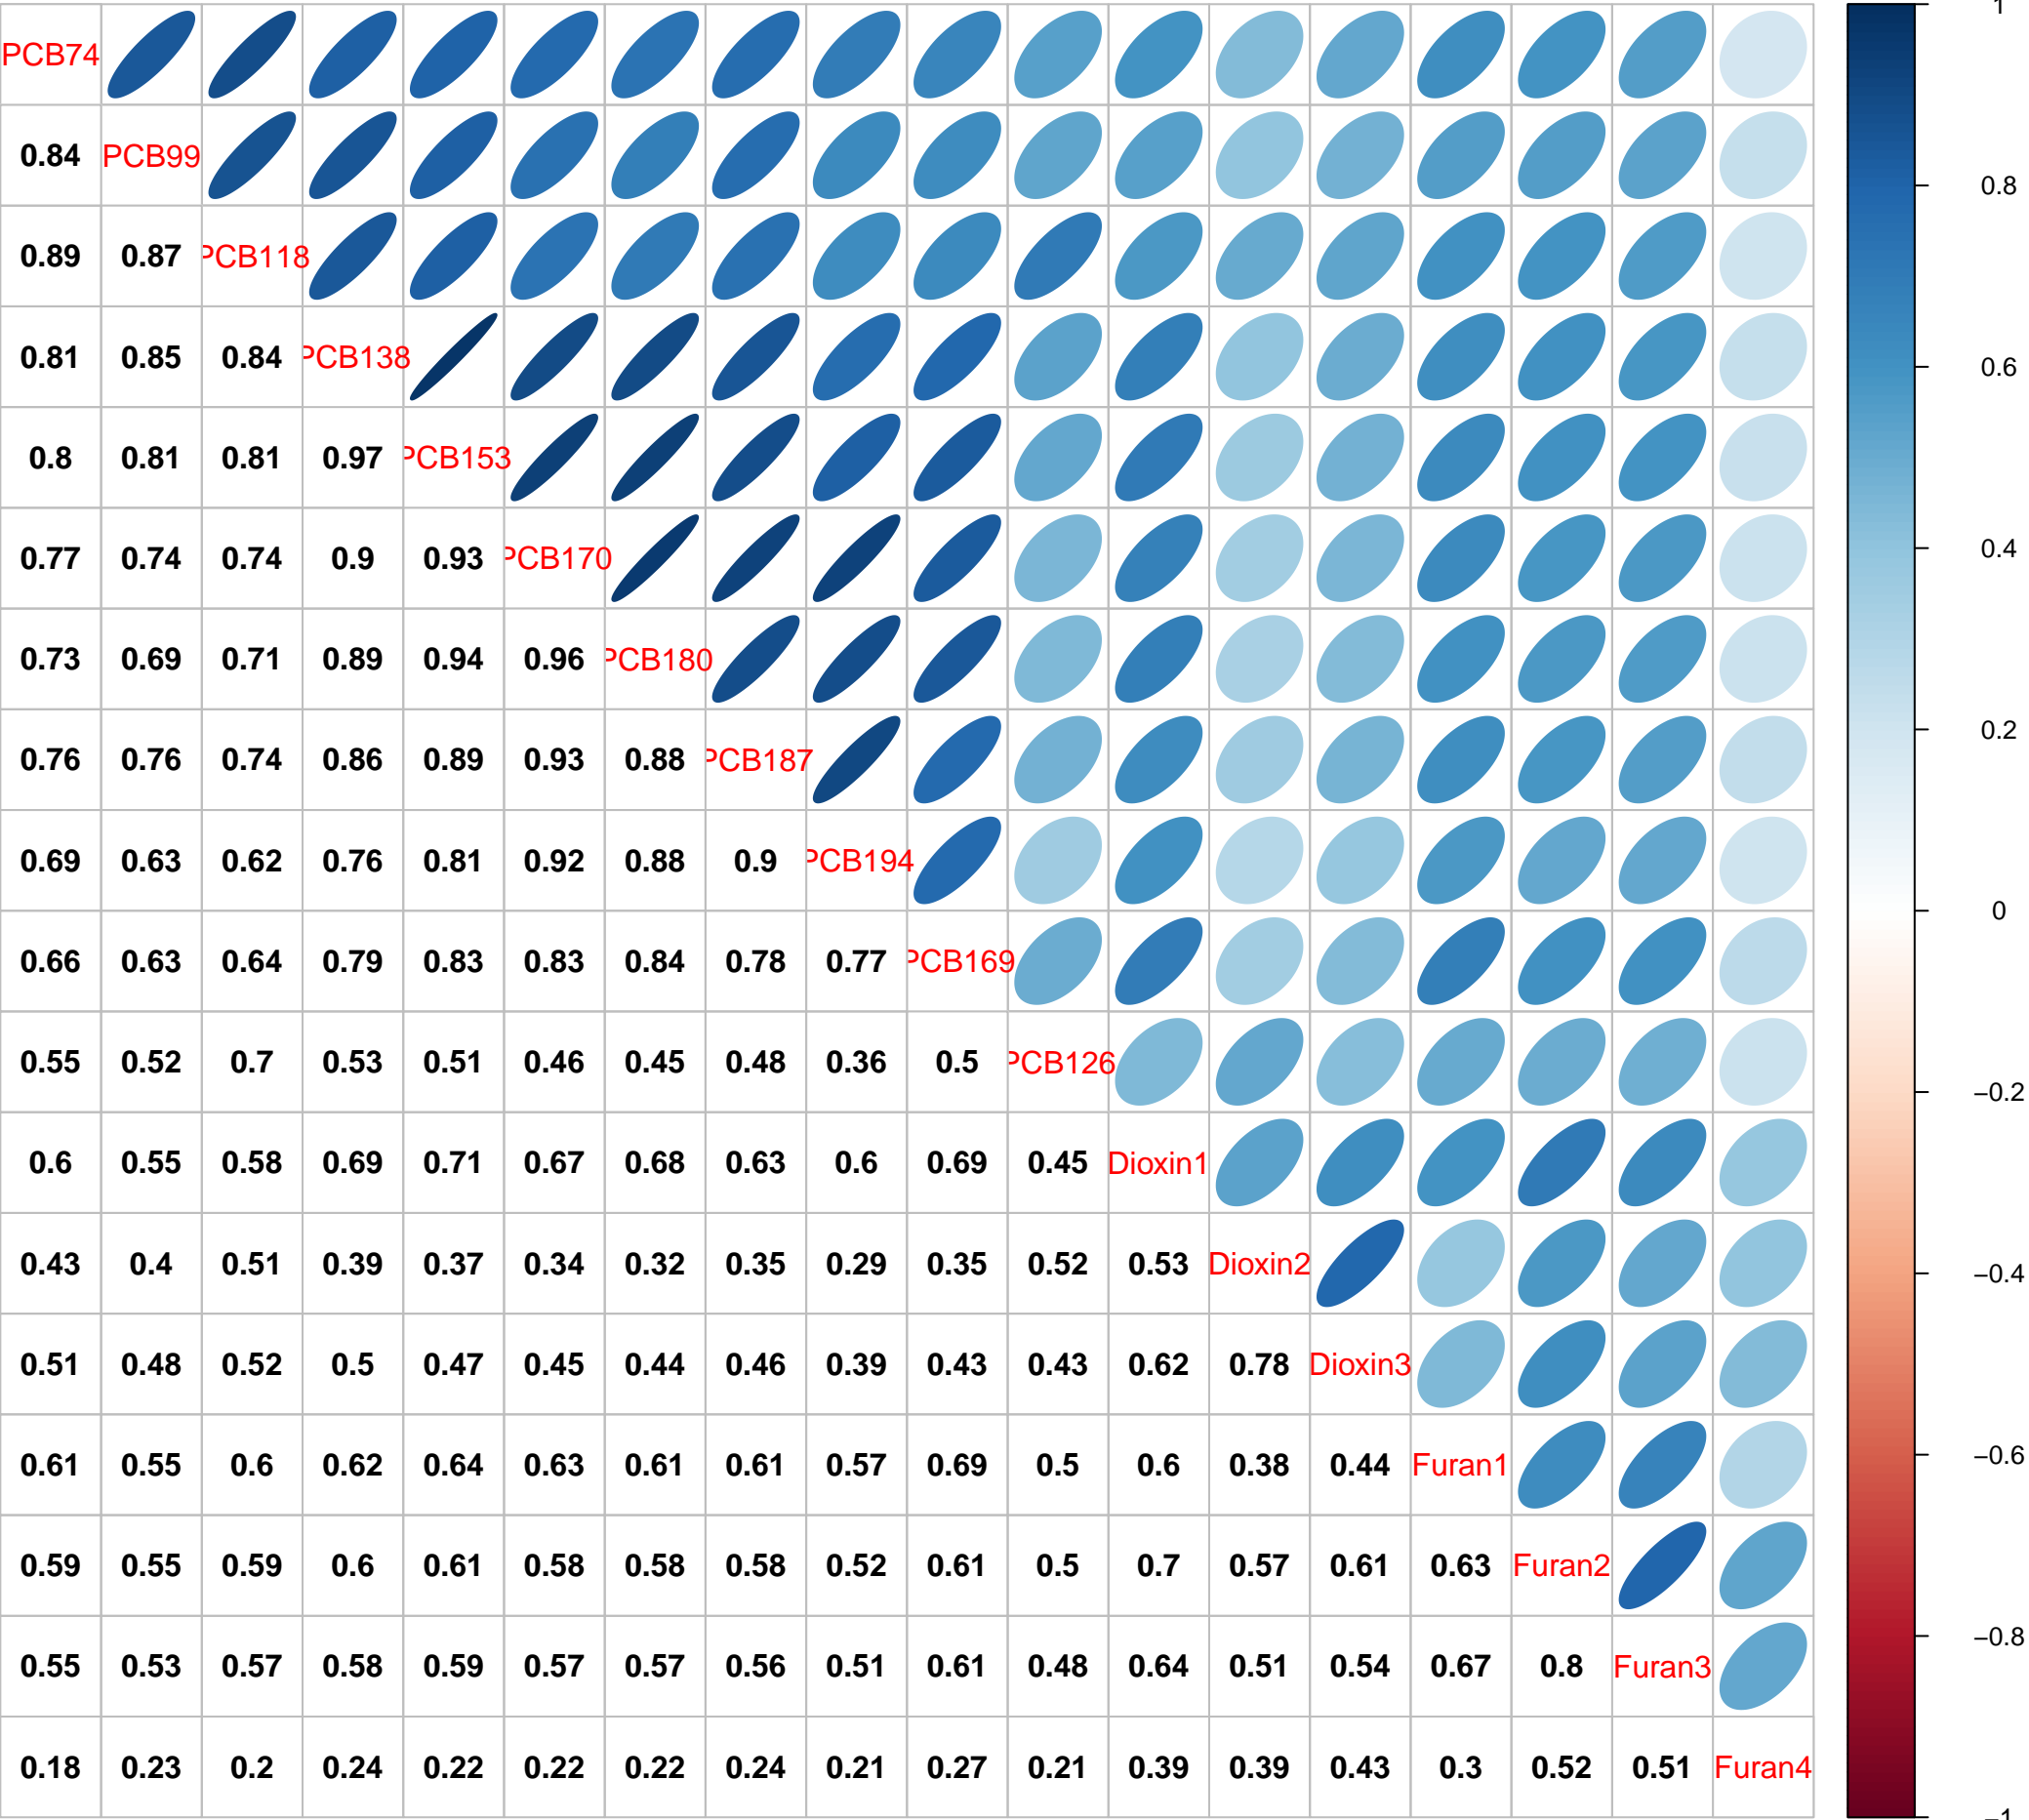 PCB74
0.84 PCB99
0.89 0.87 PCB118
0.81 0.85 0.84 PCB138
0.8 0.81 0.81 0.97 PCB153
0.77 0.74 0.74 0.9 0.93 PCB170
0.73 0.69 0.71 0.89 0.94 0.96 PCB180
0.76 0.76 0.74 0.86 0.89 0.93 0.88 PCB187
0.69 0.63 0.62 0.76 0.81 0.92 0.88 0.9 PCB194
0.66 0.63 0.64 0.79 0.83 0.83 0.84 0.78 0.77 PCB169
0.55 0.52 0.7 0.53 0.51 0.46 0.45 0.48 0.36 0.5 PCB126
0.6 0.55 0.58 0.69 0.71 0.67 0.68 0.63 0.6 0.69 0.45 Dioxin1
0.43 0.4 0.51 0.39 0.37 0.34 0.32 0.35 0.29 0.35 0.52 0.53 Dioxin2
0.51 0.48 0.52 0.5 0.47 0.45 0.44 0.46 0.39 0.43 0.43 0.62 0.78 Dioxin3
0.61 0.55 0.6 0.62 0.64 0.63 0.61 0.61 0.57 0.69 0.5 0.6 0.38 0.44 Furan1
0.59 0.55 0.59 0.6 0.61 0.58 0.58 0.58 0.52 0.61 0.5 0.7 0.57 0.61 0.63 Furan2
0.55 0.53 0.57 0.58 0.59 0.57 0.57 0.56 0.51 0.61 0.48 0.64 0.51 0.54 0.67 0.8 Furan3
0.18 0.23 0.2 0.24 0.22 0.22 0.22 0.24 0.21 0.27 0.21 0.39 0.39 0.43 0.3 0.52 0.51 Furan4
1
0.8
0.6
0.4
0.2
0
−0.2
−0.4
−0.6
−0.8
−1